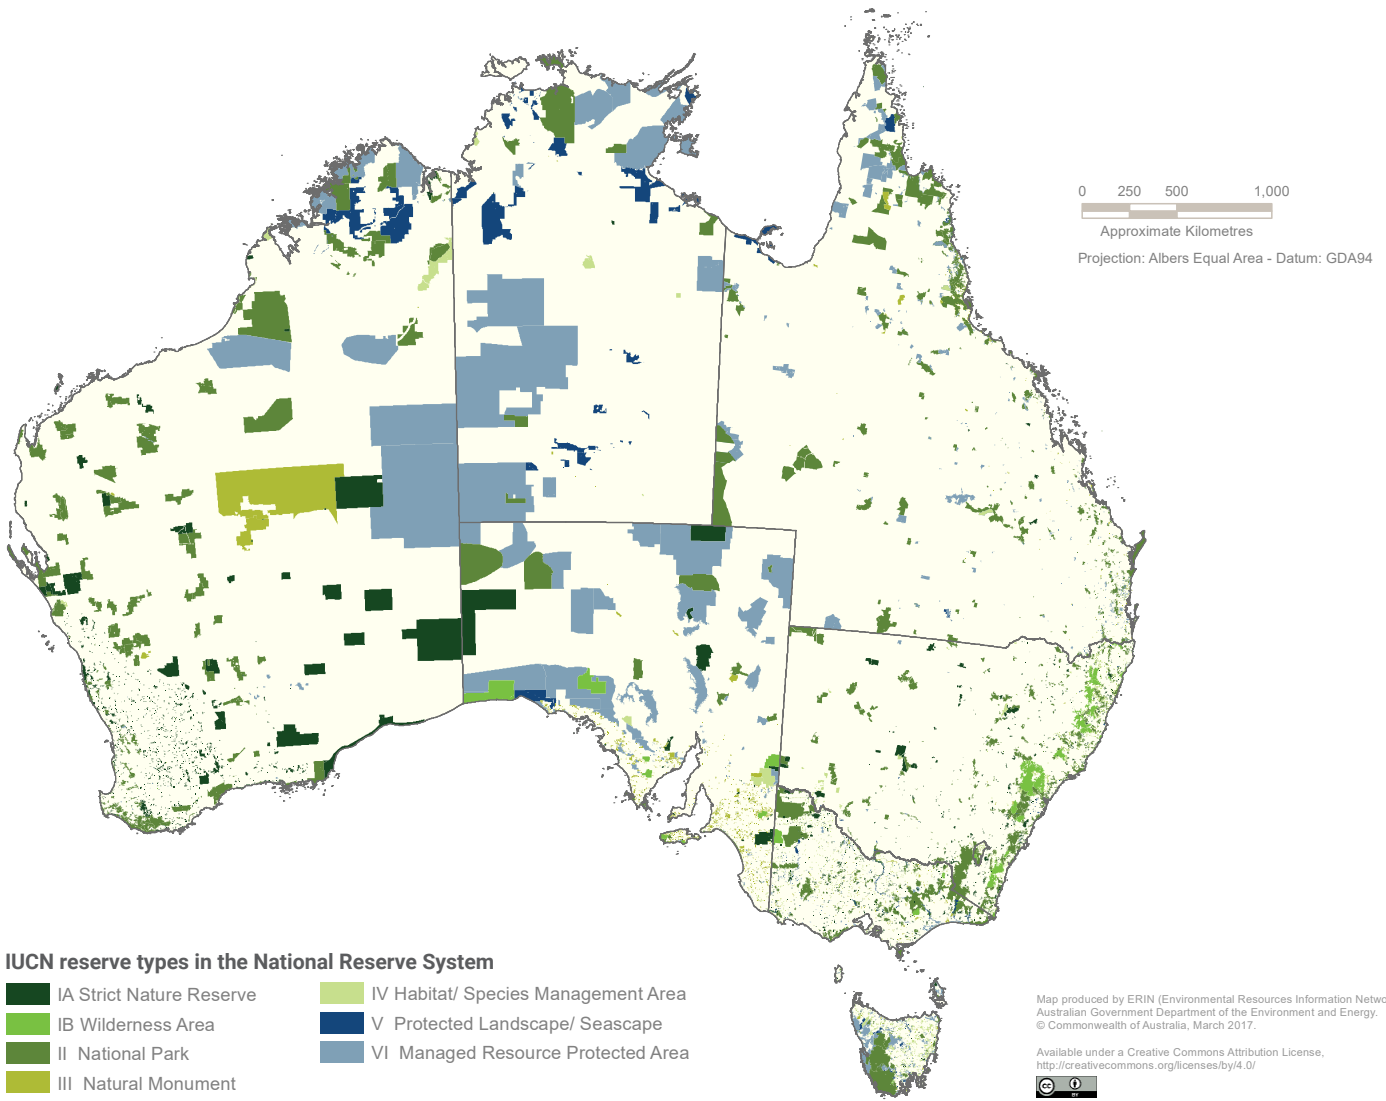 0 250 500 1,000
Approximate Kilometres
Projection: Albers Equal Area - Datum: GDA94
IUCN reserve types in the National Reserve System
IA Strict Nature Reserve
IB Wilderness Area
II National Park
III Natural Monument
IV Habitat/ Species Management Area
V Protected Landscape/ Seascape
VI Managed Resource Protected Area
Map produced by ERIN (Environmental Resources Information Netwo
Australian Government Department of the Environment and Energy.
© Commonwealth of Australia, March 2017.
Available under a Creative Commons Attribution License,
http://creativecommons.org/licenses/by/4.0/
cc
BY